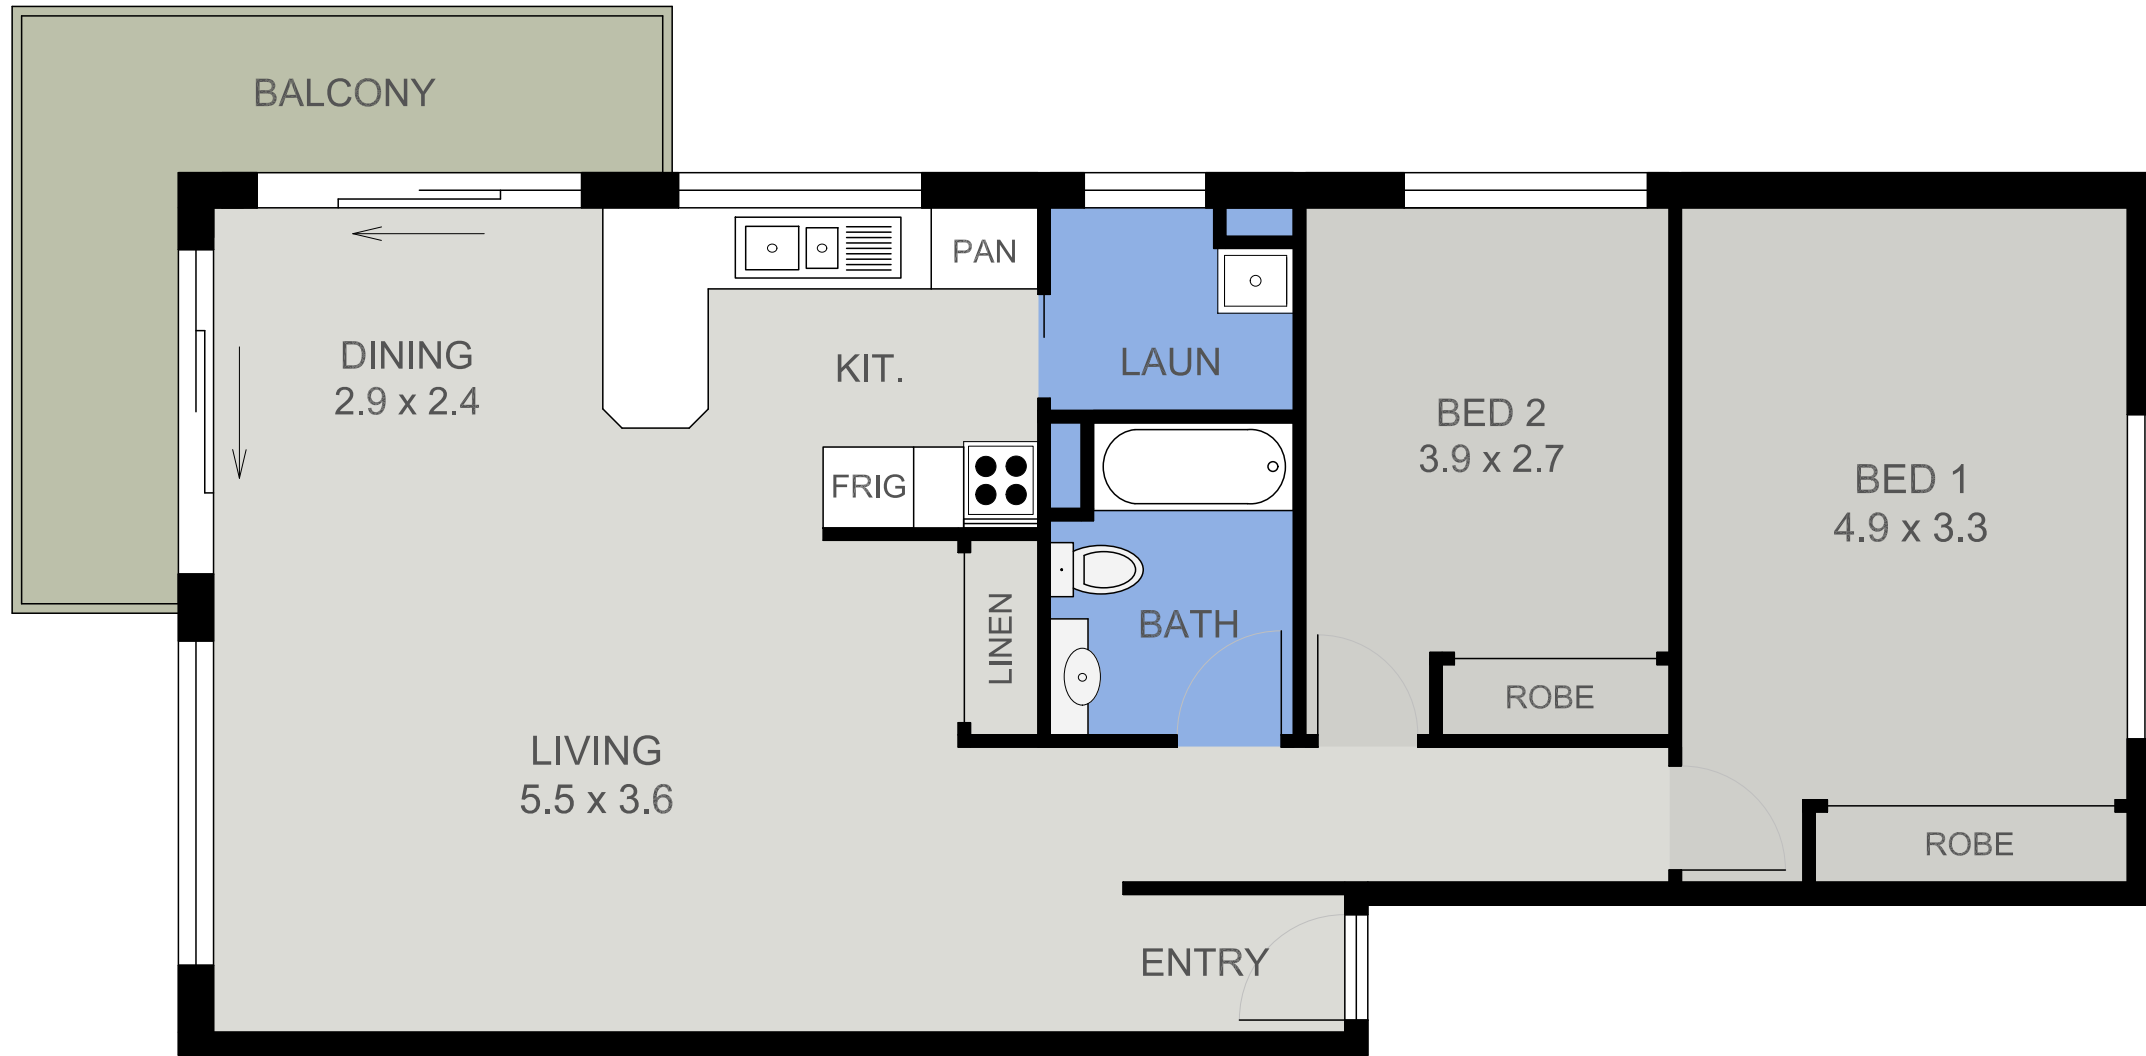 BALCONY
PAN
DINING
2.9 x 2.4
KIT.
LAUN
BED 2
3.9 x 2.7
BED 1
4.9 x 3.3
FRIG
LINEN
BATH
ROBE
LIVING
5.5 x 3.6
ROBE
ENTRY